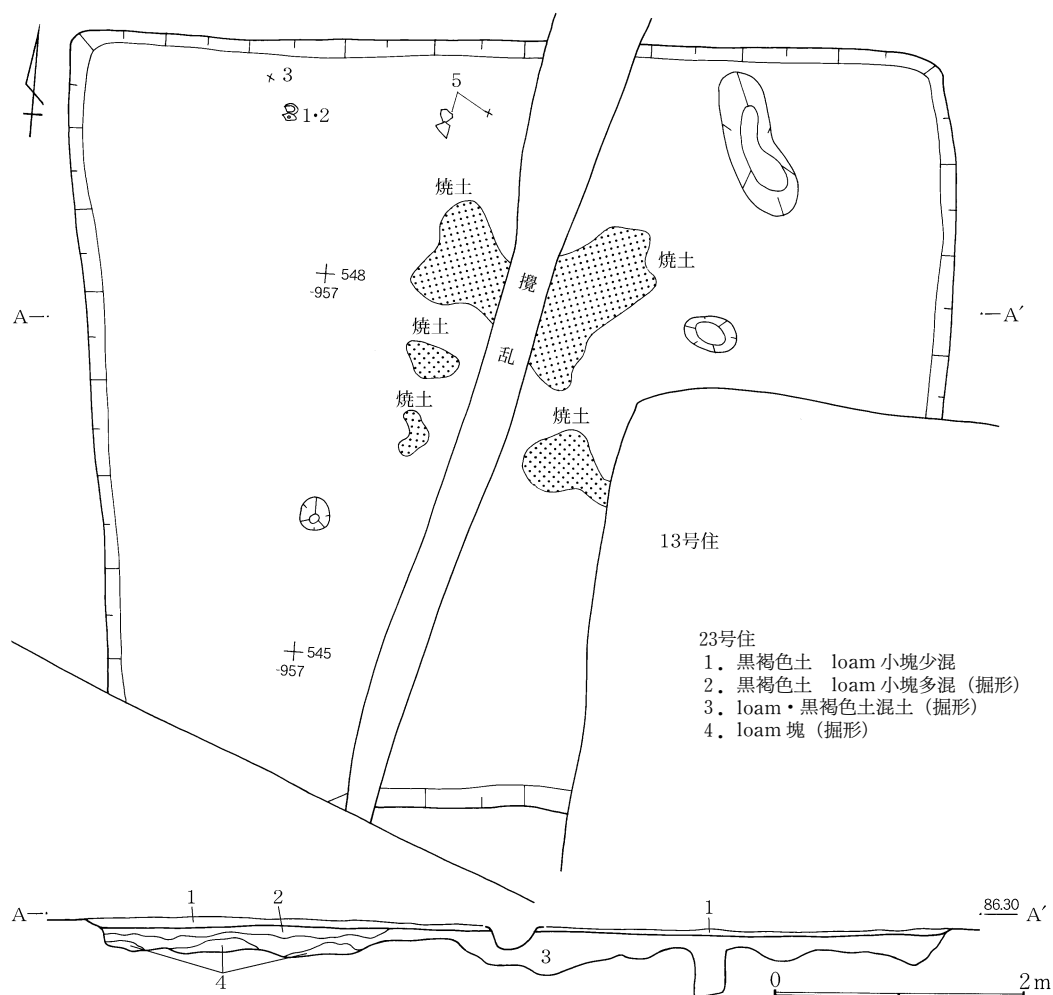 3
1・2
5
焼土
焼土
548
-957
攪乱
A
A′
焼土
焼土
焼土
13号住
545
-957
23号住
1．黒褐色土　loam 小塊少混
2．黒褐色土　loam 小塊多混（掘形）
3．loam・黒褐色土混土（掘形）
4．loam 塊（掘形）
A
1
2
1
86.30
A′
3
4
0
2m